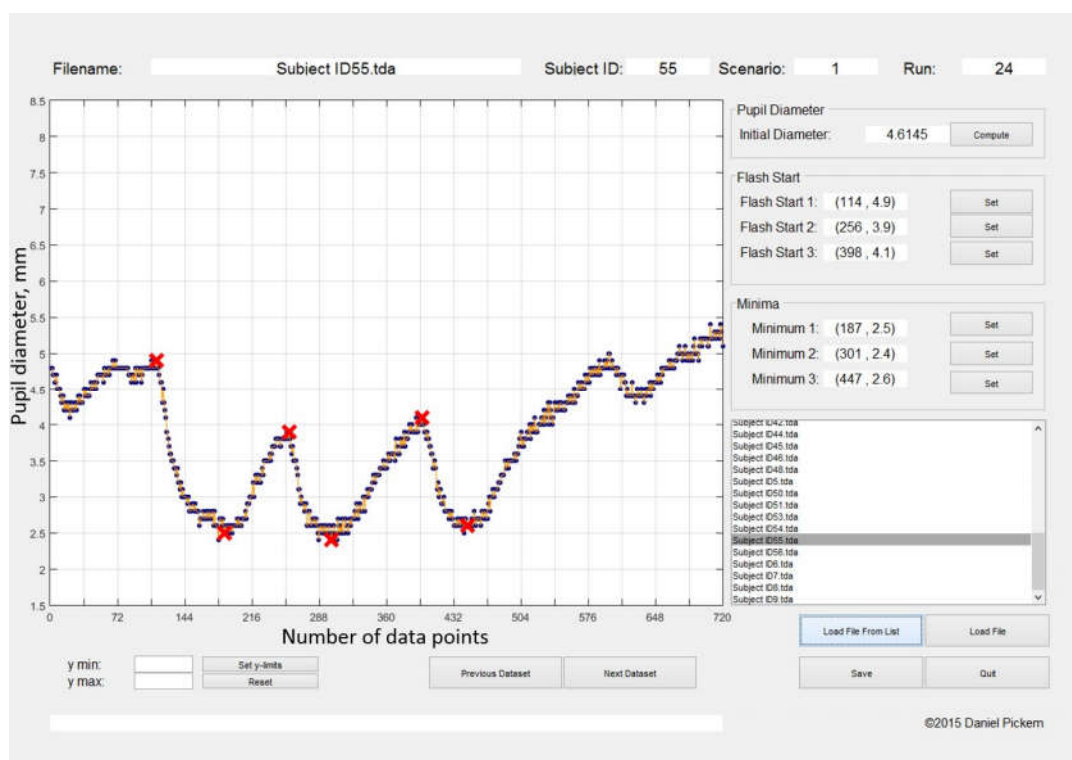 Filename: Subject ID55.tda Subject ID: 55 Scenario: 1 Run: 24
Pupil Diameter
Initial Diameter: 4.6145 Compute
Flash Start
Flash Start 1: (114 , 4.9) Set
Flash Start 2: (256 , 3.9) Set
Flash Start 3: (398 , 4.1) Set
Minima
Minimum 1: (187 , 2.5) Set
Minimum 2: (301 , 2.4) Set
Minimum 3: (447 , 2.6) Set
Subject ID42.tda
Subject ID44.tda
Subject ID45.tda
Subject ID46.tda
Subject ID48.tda
Subject ID5.tda
Subject ID50.tda
Subject ID51.tda
Subject ID53.tda
Subject ID54.tda
Subject ID55.tda
Subject ID56.tda
Subject ID6.tda
Subject ID7.tda
Subject ID8.tda
Subject ID9.tda
Load File From List Load File
Save Quit
Pupil diameter, mm
8.5
8
7.5
7
6.5
6
5.5
5
4.5
4
3.5
3
2.5
2
1.5
0 72 144 216 288 360 432 504 576 648 720
Number of data points
y min: Set y-limits
y max: Reset
Previous Dataset Next Dataset
©2015 Daniel Pickem